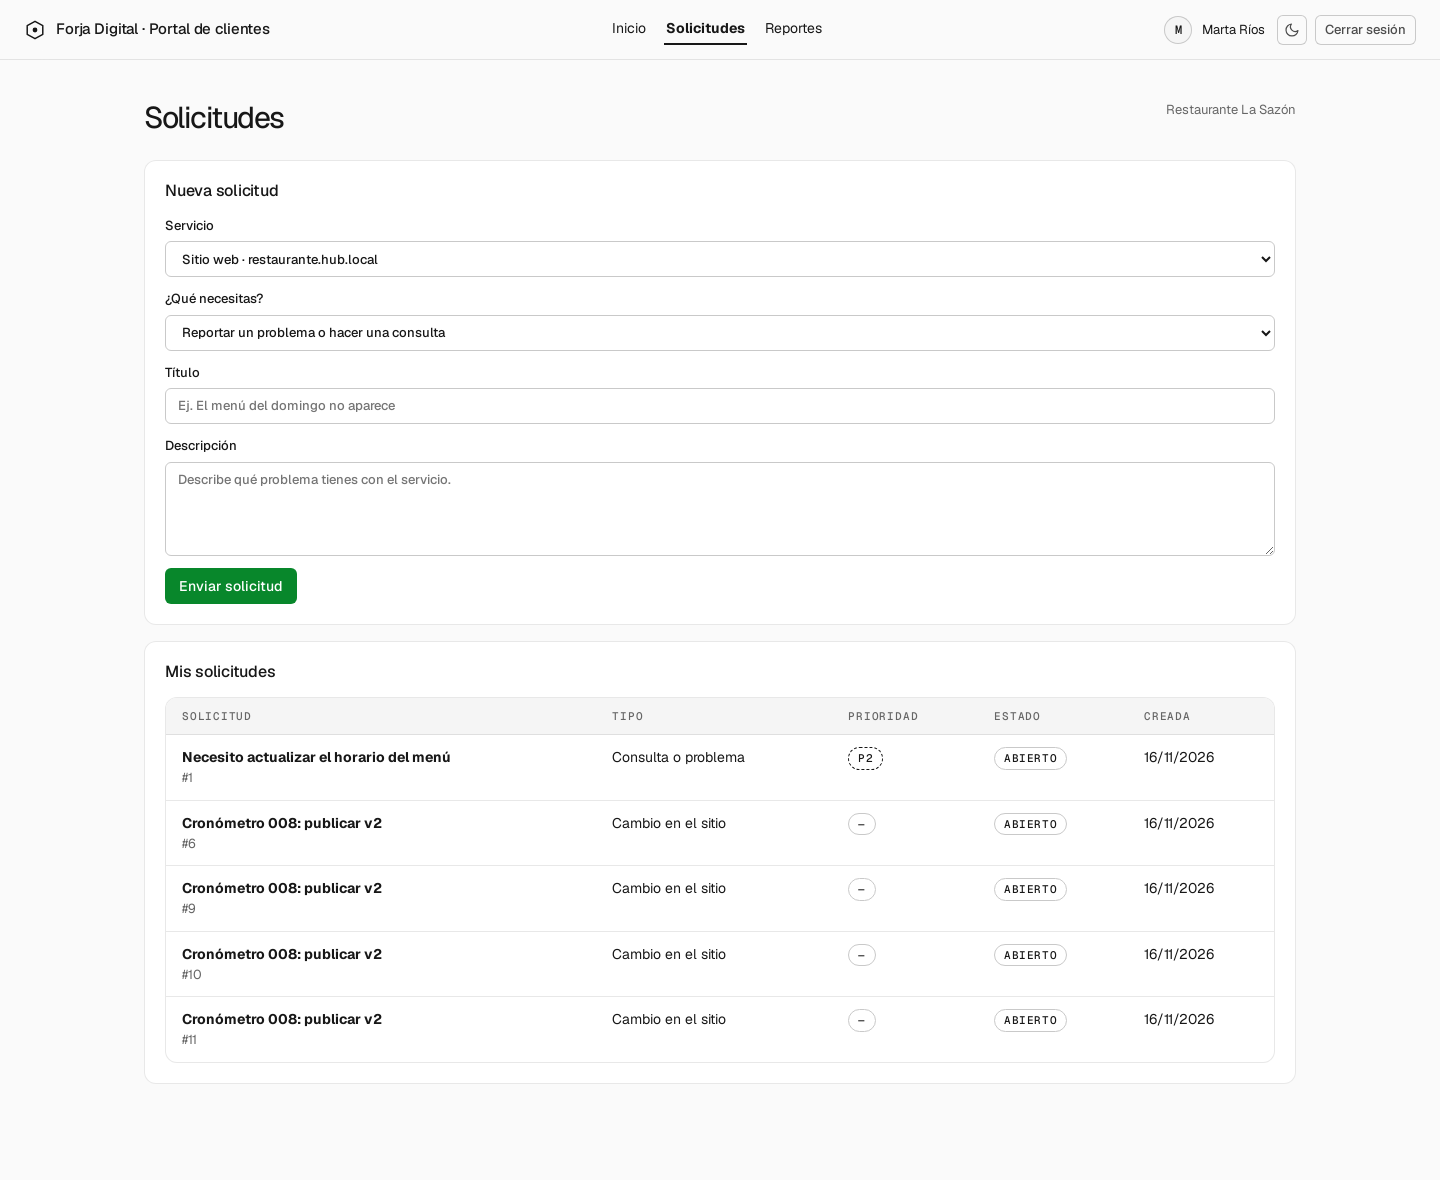 Forja Digital · Portal de clientes
Inicio
Solicitudes
Reportes
M
Marta Ríos
Cerrar sesión
Solicitudes
Restaurante La Sazón
Nueva solicitud
Servicio
Sitio web · restaurante.hub.local
¿Qué necesitas?
Reportar un problema o hacer una consulta
Título
Ej. El menú del domingo no aparece
Descripción
Describe qué problema tienes con el servicio.
Enviar solicitud
Mis solicitudes
SOLICITUD TIPO PRIORIDAD ESTADO CREADA
Necesito actualizar el horario del menú Consulta o problema P2 ABIERTO 16/11/2026
#1
Cronómetro 008: publicar v2 Cambio en el sitio – ABIERTO 16/11/2026
#6
Cronómetro 008: publicar v2 Cambio en el sitio – ABIERTO 16/11/2026
#9
Cronómetro 008: publicar v2 Cambio en el sitio – ABIERTO 16/11/2026
#10
Cronómetro 008: publicar v2 Cambio en el sitio – ABIERTO 16/11/2026
#11